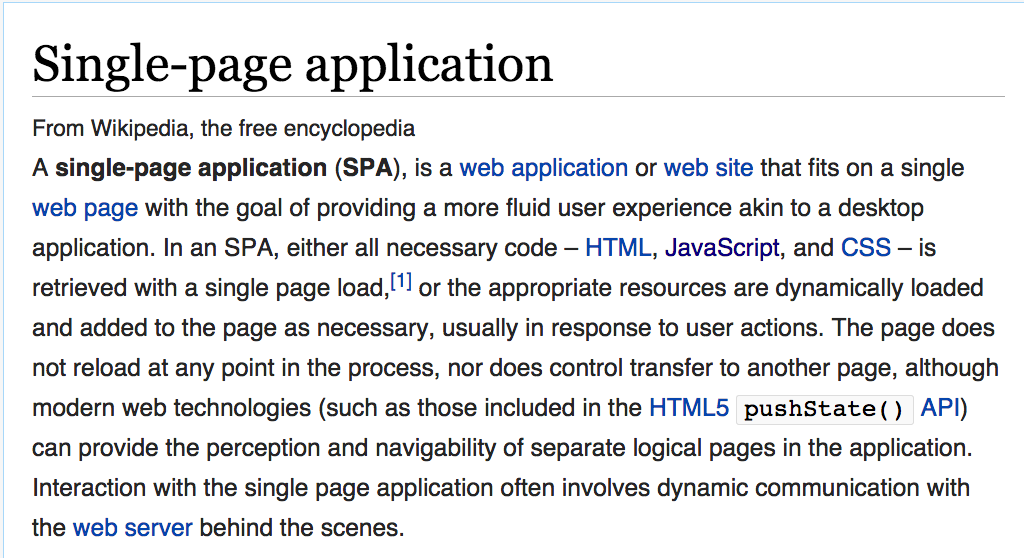 Single-page application
From Wikipedia, the free encyclopedia
A single-page application (SPA), is a web application or web site that fits on a single
web page with the goal of providing a more fluid user experience akin to a desktop
application. In an SPA, either all necessary code – HTML, JavaScript, and CSS – is
retrieved with a single page load,[1] or the appropriate resources are dynamically loaded
and added to the page as necessary, usually in response to user actions. The page does
not reload at any point in the process, nor does control transfer to another page, although
modern web technologies (such as those included in the HTML5 pushState() API)
can provide the perception and navigability of separate logical pages in the application.
Interaction with the single page application often involves dynamic communication with
the web server behind the scenes.